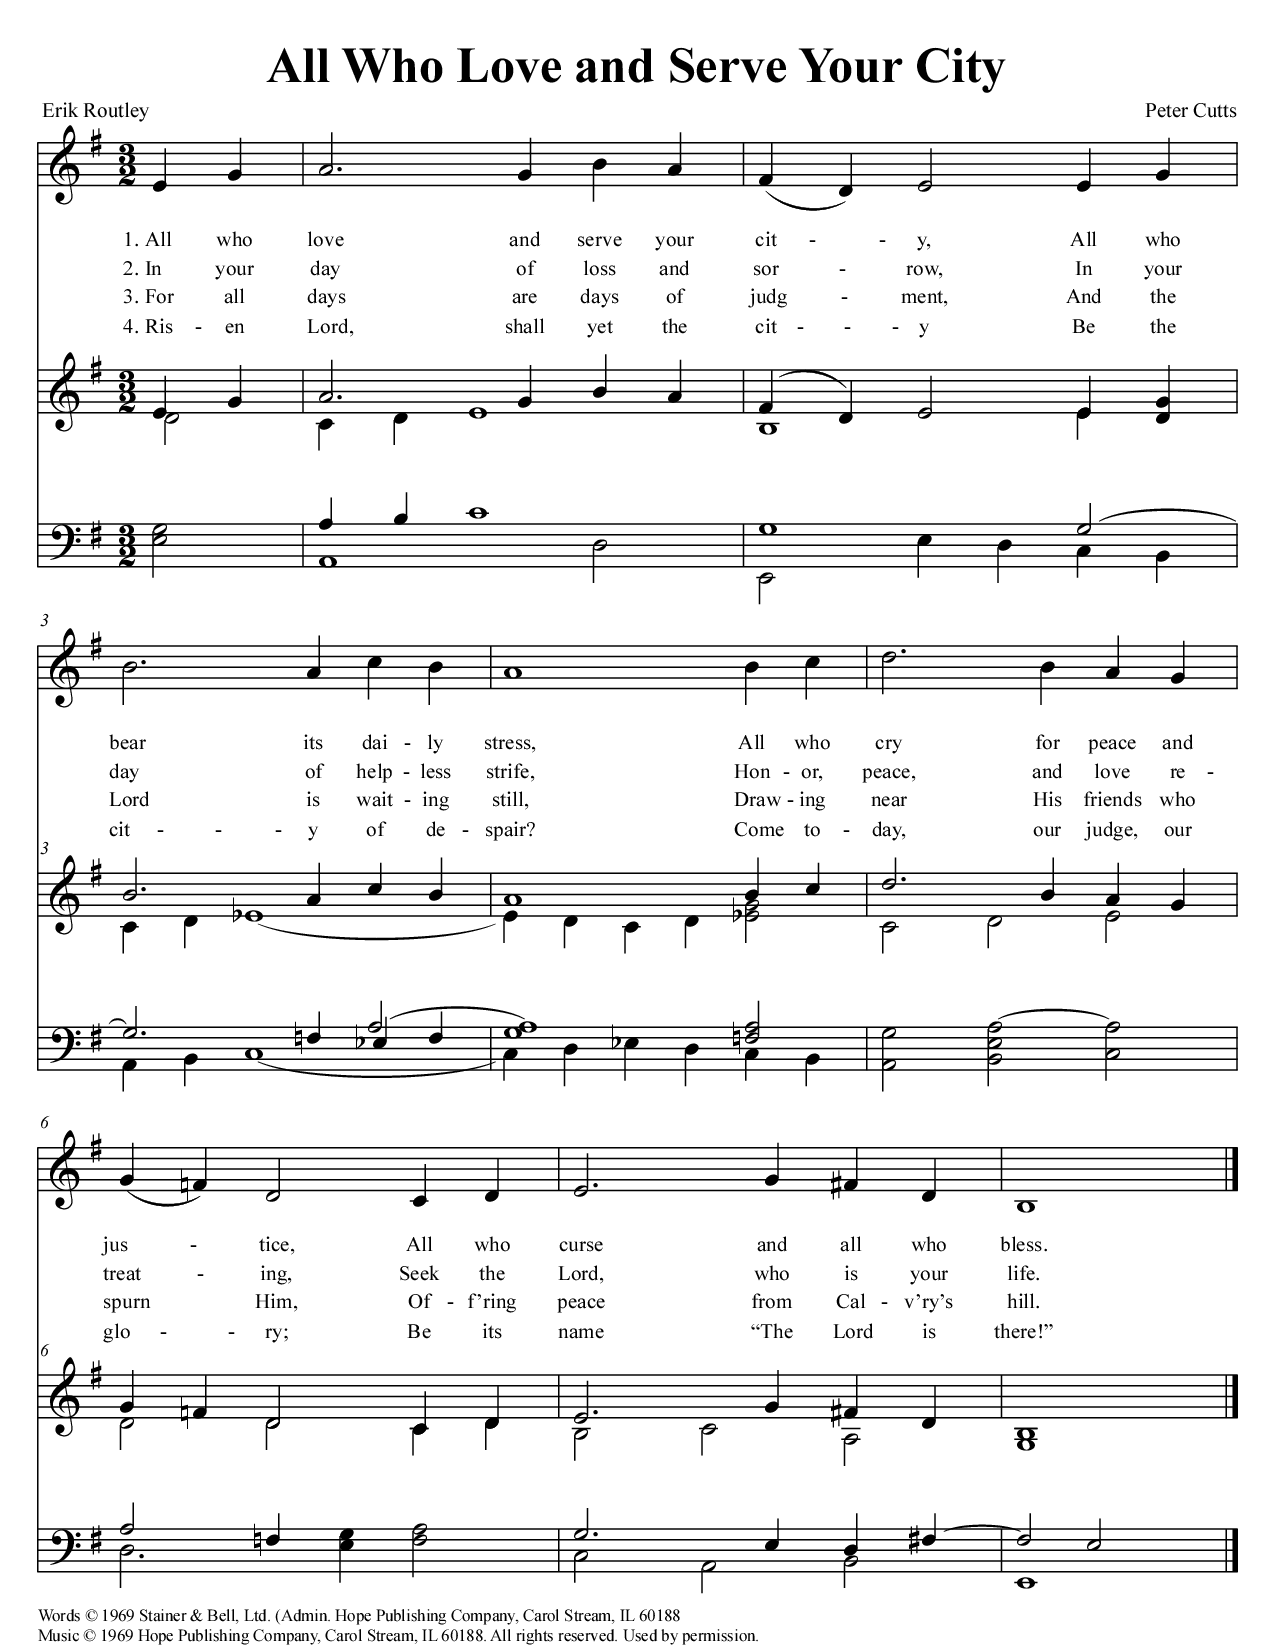 All Who Love and Serve Your City
Erik Routley
Peter Cutts
3
2
1. All who love and serve your cit - - y, All who
2. In your day of loss and sor - row, In your
3. For all days are days of judg - ment, And the
4. Ris - en Lord, shall yet the cit - - y Be the
3
2
3
2
3
bear its dai - ly stress, All who cry for peace and
day of help - less strife, Hon - or, peace, and love re -
Lord is wait - ing still, Draw - ing near His friends who
cit - - y of de - spair? Come to - day, our judge, our
3
6
jus - tice, All who curse and all who bless.
treat - ing, Seek the Lord, who is your life.
spurn Him, Of - f’ring peace from Cal - v’ry’s hill.
glo - - ry; Be its name “The Lord is there!”
6
Words © 1969 Stainer & Bell, Ltd. (Admin. Hope Publishing Company, Carol Stream, IL 60188
Music © 1969 Hope Publishing Company, Carol Stream, IL 60188. All rights reserved. Used by permission.